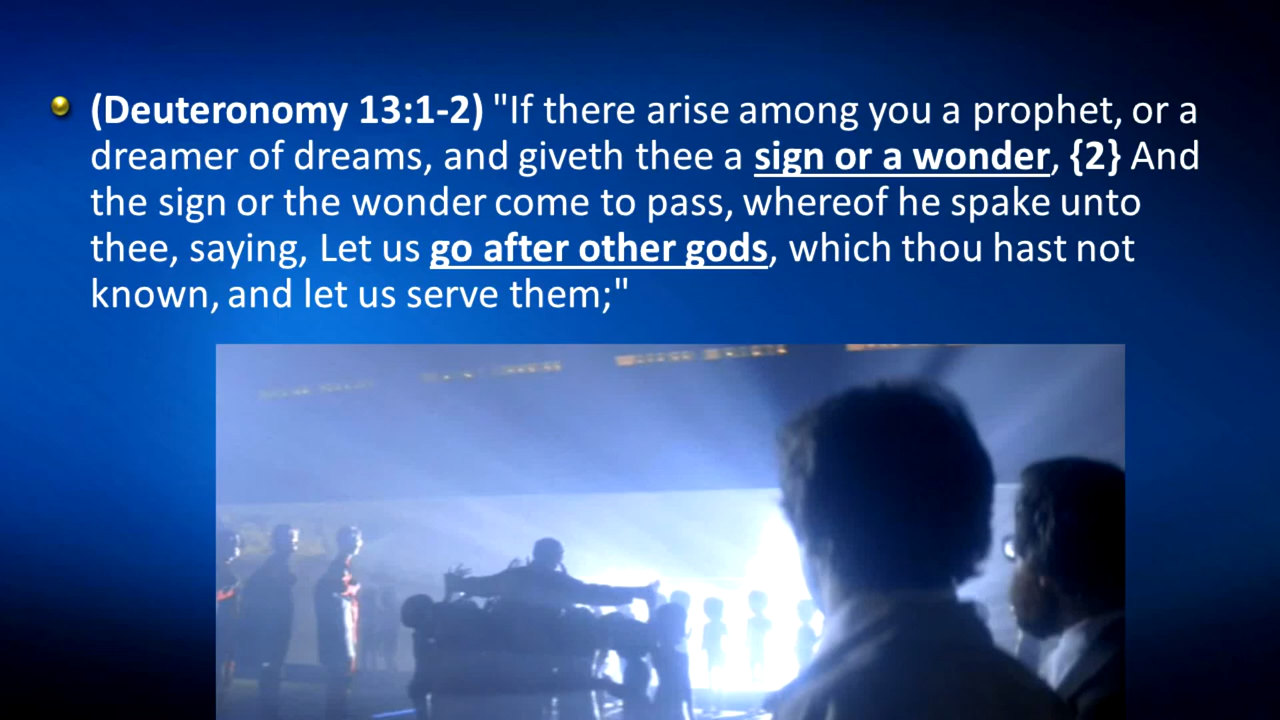 (Deuteronomy 13:1-2) "If there arise among you a prophet, or a
dreamer of dreams, and giveth thee a sign or a wonder, {2} And
the sign or the wonder come to pass, whereof he spake unto
thee, saying, Let us go after other gods, which thou hast not
known, and let us serve them;"